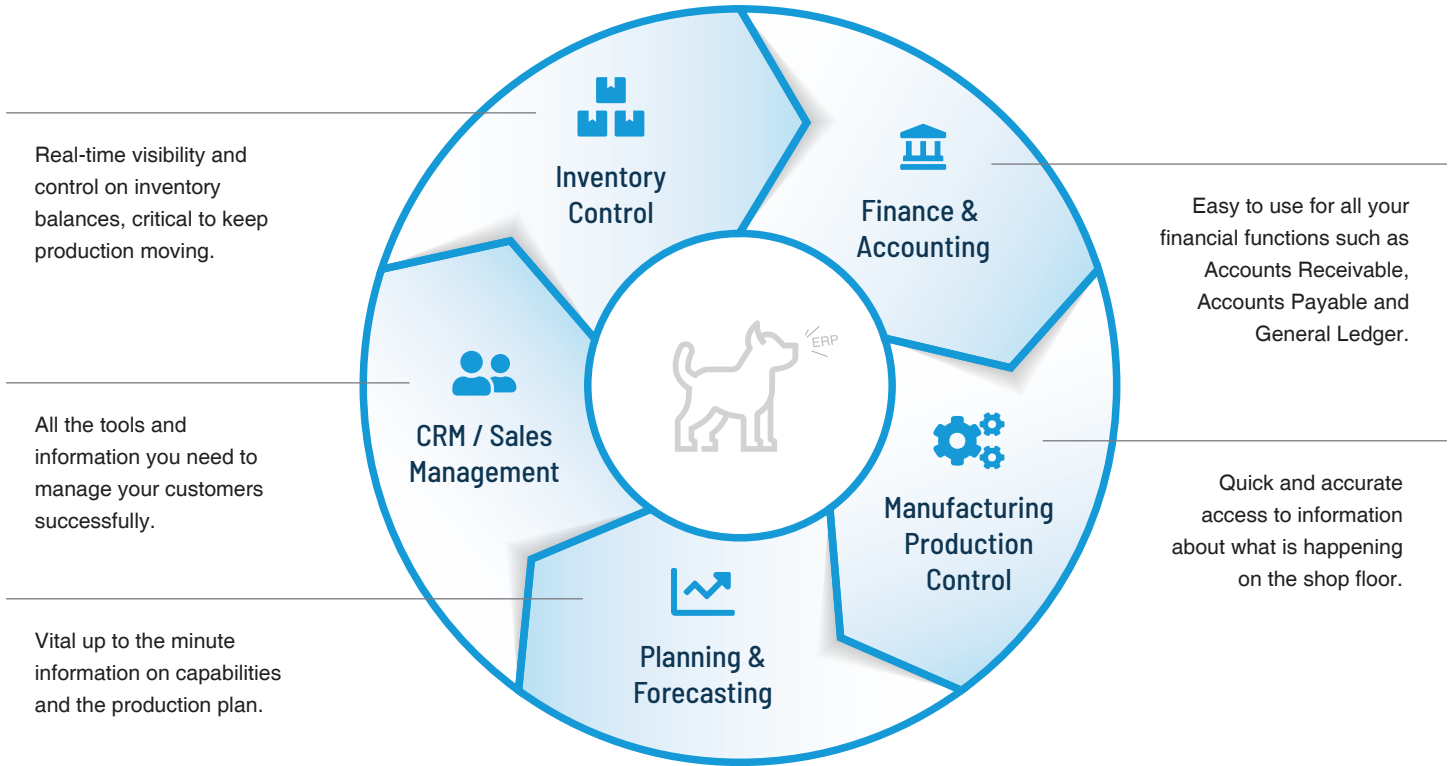 Inventory
Control
Real-time visibility and
control on inventory
balances, critical to keep
production moving.
Finance &
Accounting
Easy to use for all your
financial functions such as
Accounts Receivable,
Accounts Payable and
General Ledger.
ERP
CRM / Sales
Management
All the tools and
information you need to
manage your customers
successfully.
Manufacturing
Production
Control
Quick and accurate
access to information
about what is happening
on the shop floor.
Planning &
Forecasting
Vital up to the minute
information on capabilities
and the production plan.